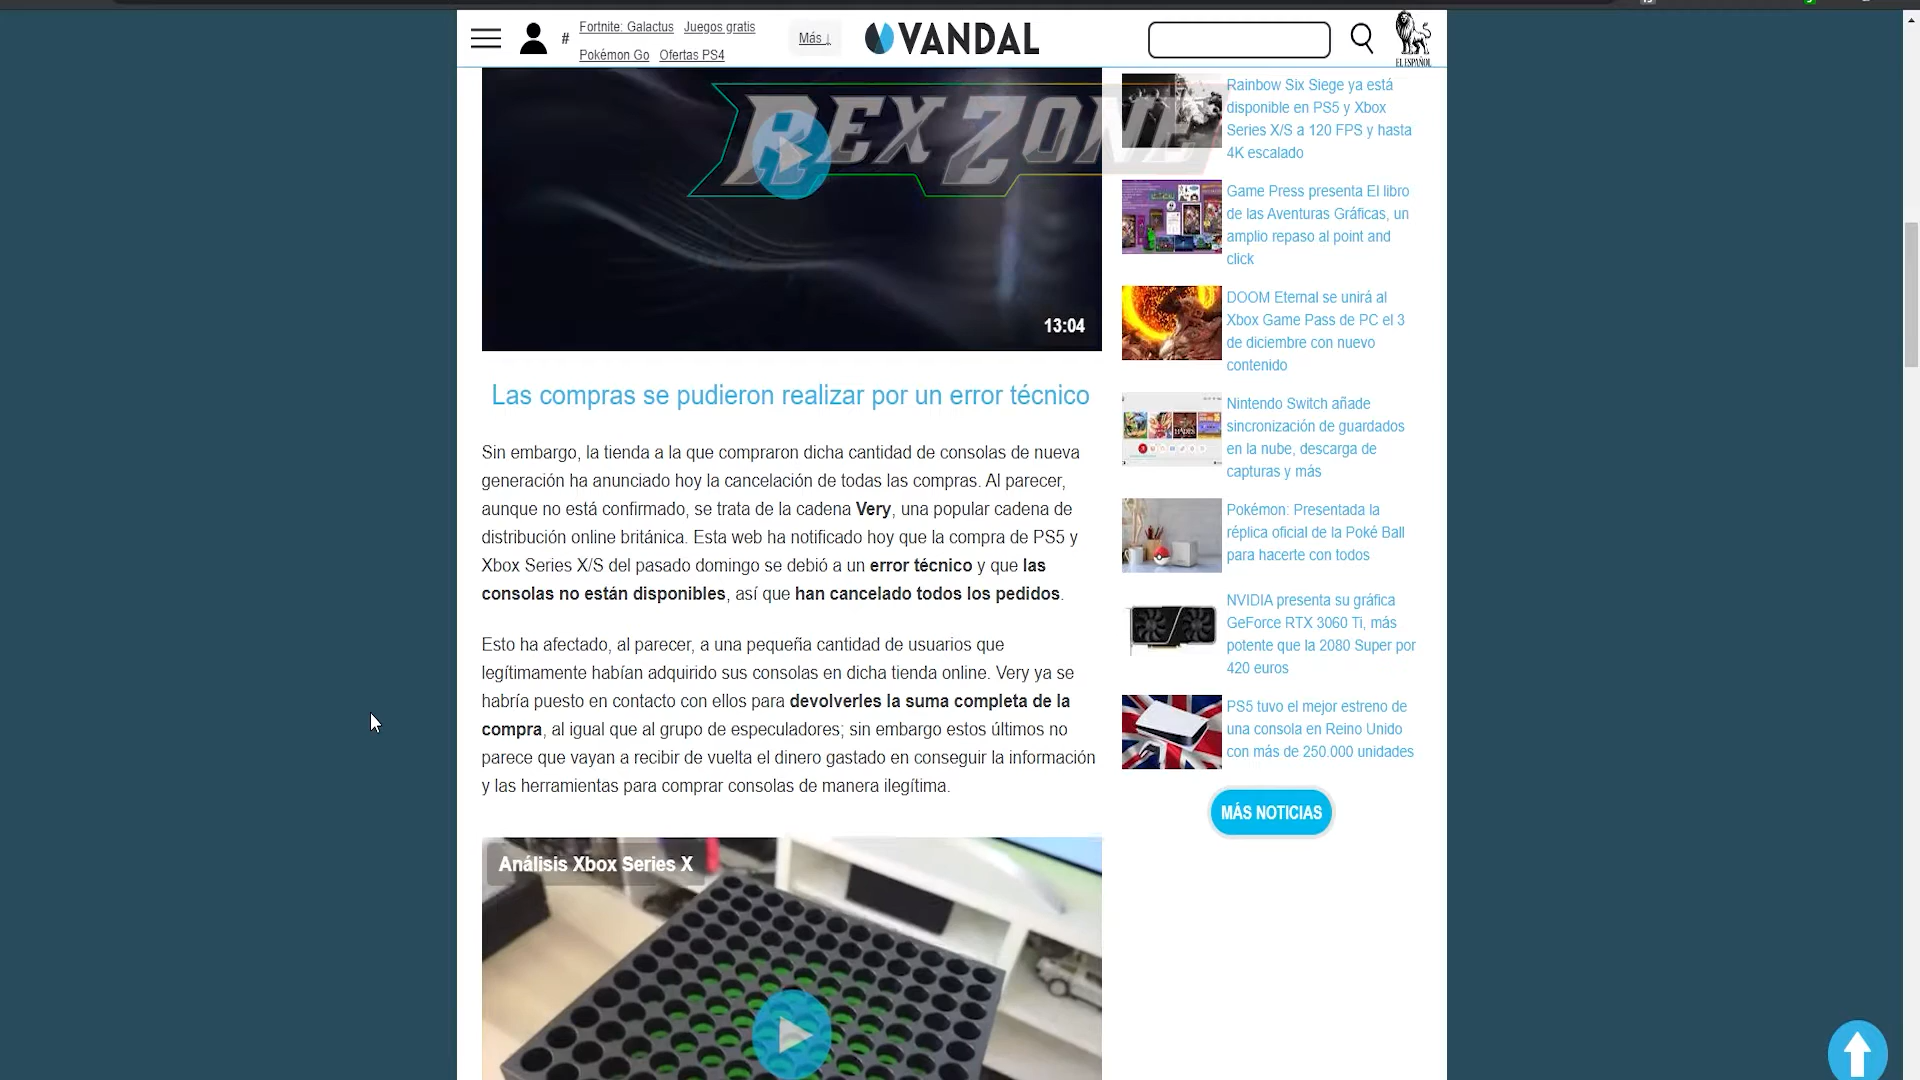 Fortnite: Galactus Juegos gratis
# Pokémon Go Ofertas PS4
Más ↓
VANDAL
EL ESPAÑOL
REX ZONE
13:04
Las compras se pudieron realizar por un error técnico
Sin embargo, la tienda a la que compraron dicha cantidad de consolas de nueva
generación ha anunciado hoy la cancelación de todas las compras. Al parecer,
aunque no está confirmado, se trata de la cadena Very, una popular cadena de
distribución online británica. Esta web ha notificado hoy que la compra de PS5 y
Xbox Series X/S del pasado domingo se debió a un error técnico y que las
consolas no están disponibles, así que han cancelado todos los pedidos.
Esto ha afectado, al parecer, a una pequeña cantidad de usuarios que
legítimamente habían adquirido sus consolas en dicha tienda online. Very ya se
habría puesto en contacto con ellos para devolverles la suma completa de la
compra, al igual que al grupo de especuladores; sin embargo estos últimos no
parece que vayan a recibir de vuelta el dinero gastado en conseguir la información
y las herramientas para comprar consolas de manera ilegítima.
Análisis Xbox Series X
Rainbow Six Siege ya está
disponible en PS5 y Xbox
Series X/S a 120 FPS y hasta
4K escalado
Game Press presenta El libro
de las Aventuras Gráficas, un
amplio repaso al point and
click
DOOM Eternal se unirá al
Xbox Game Pass de PC el 3
de diciembre con nuevo
contenido
Nintendo Switch añade
sincronización de guardados
en la nube, descarga de
capturas y más
Pokémon: Presentada la
réplica oficial de la Poké Ball
para hacerte con todos
NVIDIA presenta su gráfica
GeForce RTX 3060 Ti, más
potente que la 2080 Super por
420 euros
PS5 tuvo el mejor estreno de
una consola en Reino Unido
con más de 250.000 unidades
MÁS NOTICIAS